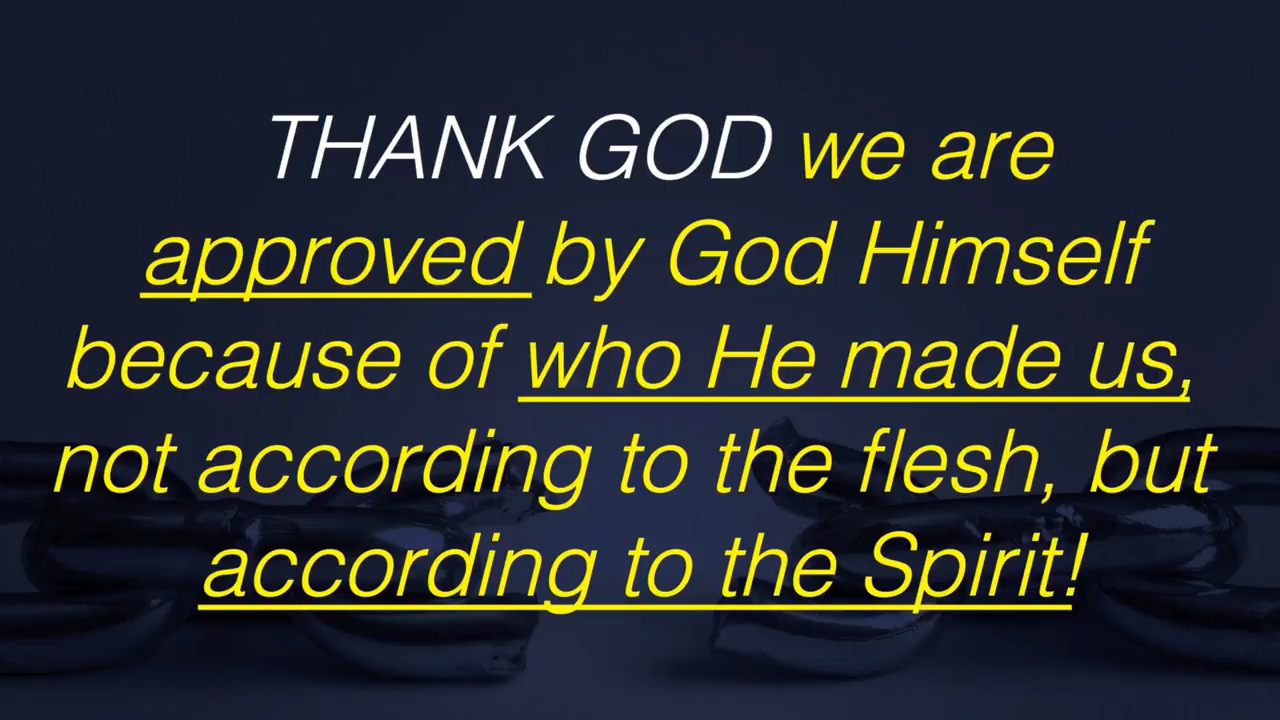 THANK GOD we are
approved by God Himself
because of who He made us,
not according to the flesh, but
according to the Spirit!